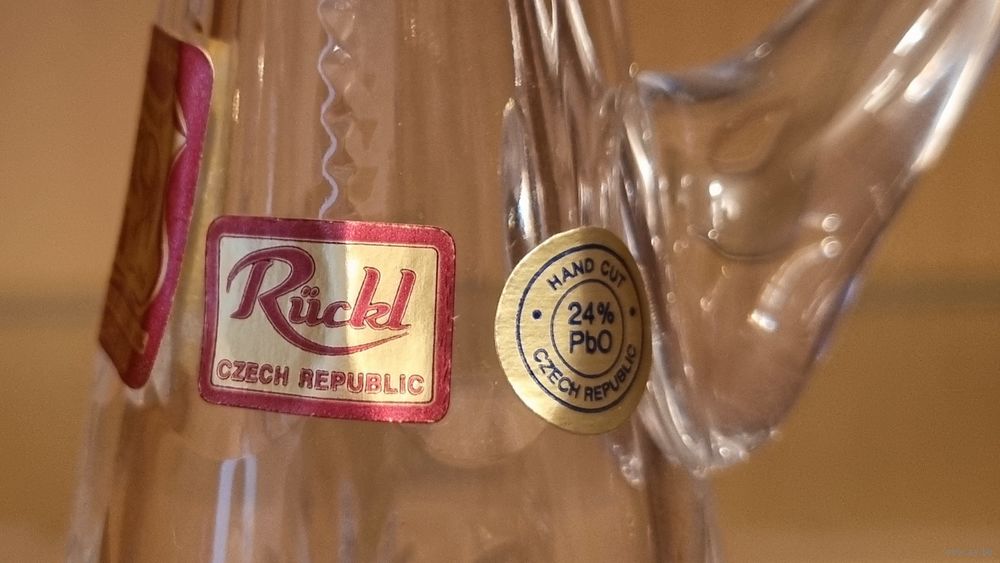 Rückl
CZECH REPUBLIC
HAND CUT
24%
PbO
CZECH REPUBLIC